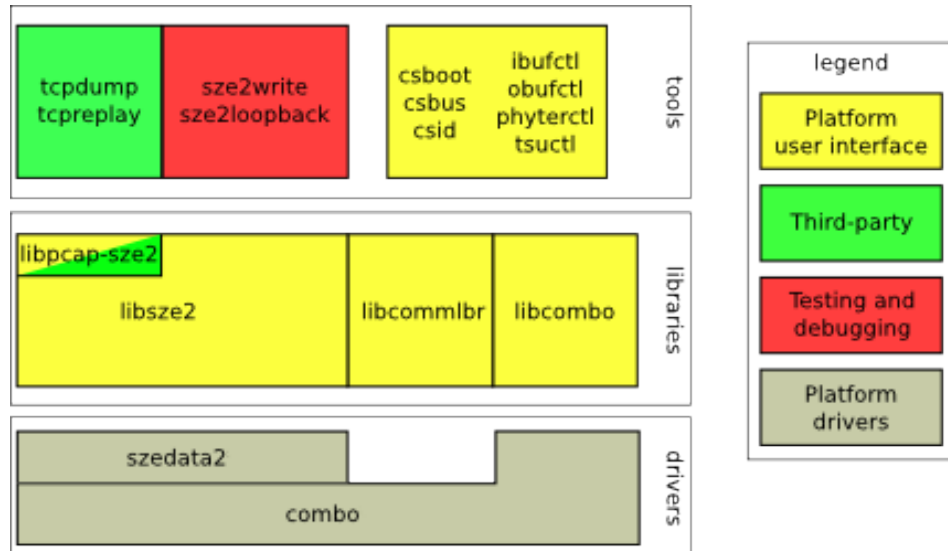 tcpdump
tcpreplay
sze2write
sze2loopback
csboot
csbus
csid
ibufctl
obufctl
phyterctl
tsuctl
tools
libpcap-sze2
libsze2
libcommlbr
libcombo
libraries
szedata2
combo
drivers
legend
Platform
user interface
Third-party
Testing and
debugging
Platform
drivers